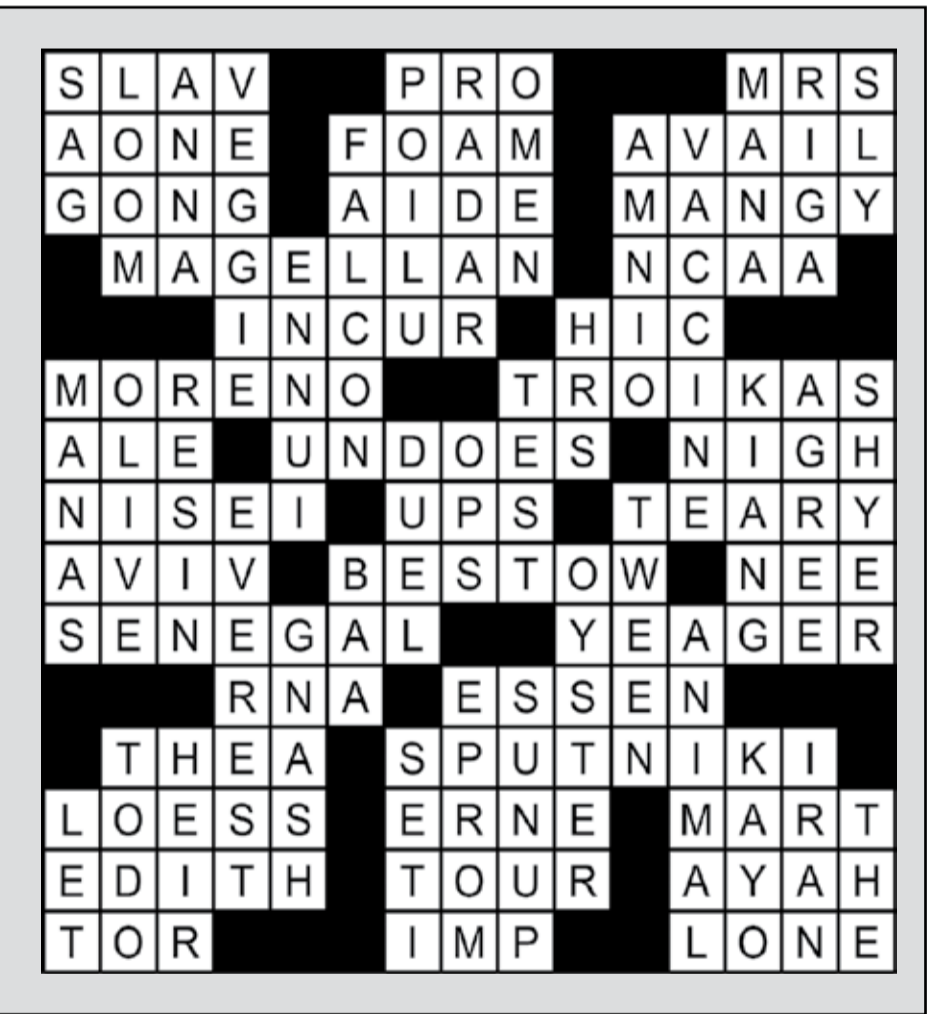 SLAV PRO MRS
AONE FOAM AVAIL
GONG AIDE MANGY
MAGELLAN NCAA
INCUR HIC
MORENO TROIKAS
ALE UNDOES NIGH
NISEI UPS TEARY
AVIV BESTOW NEE
SENEGAL YEAGER
RNA ESSEN
THEA SPUTNIKI
LOESS ERNE MART
EDITH TOUR AYAH
TOR IMP LONE